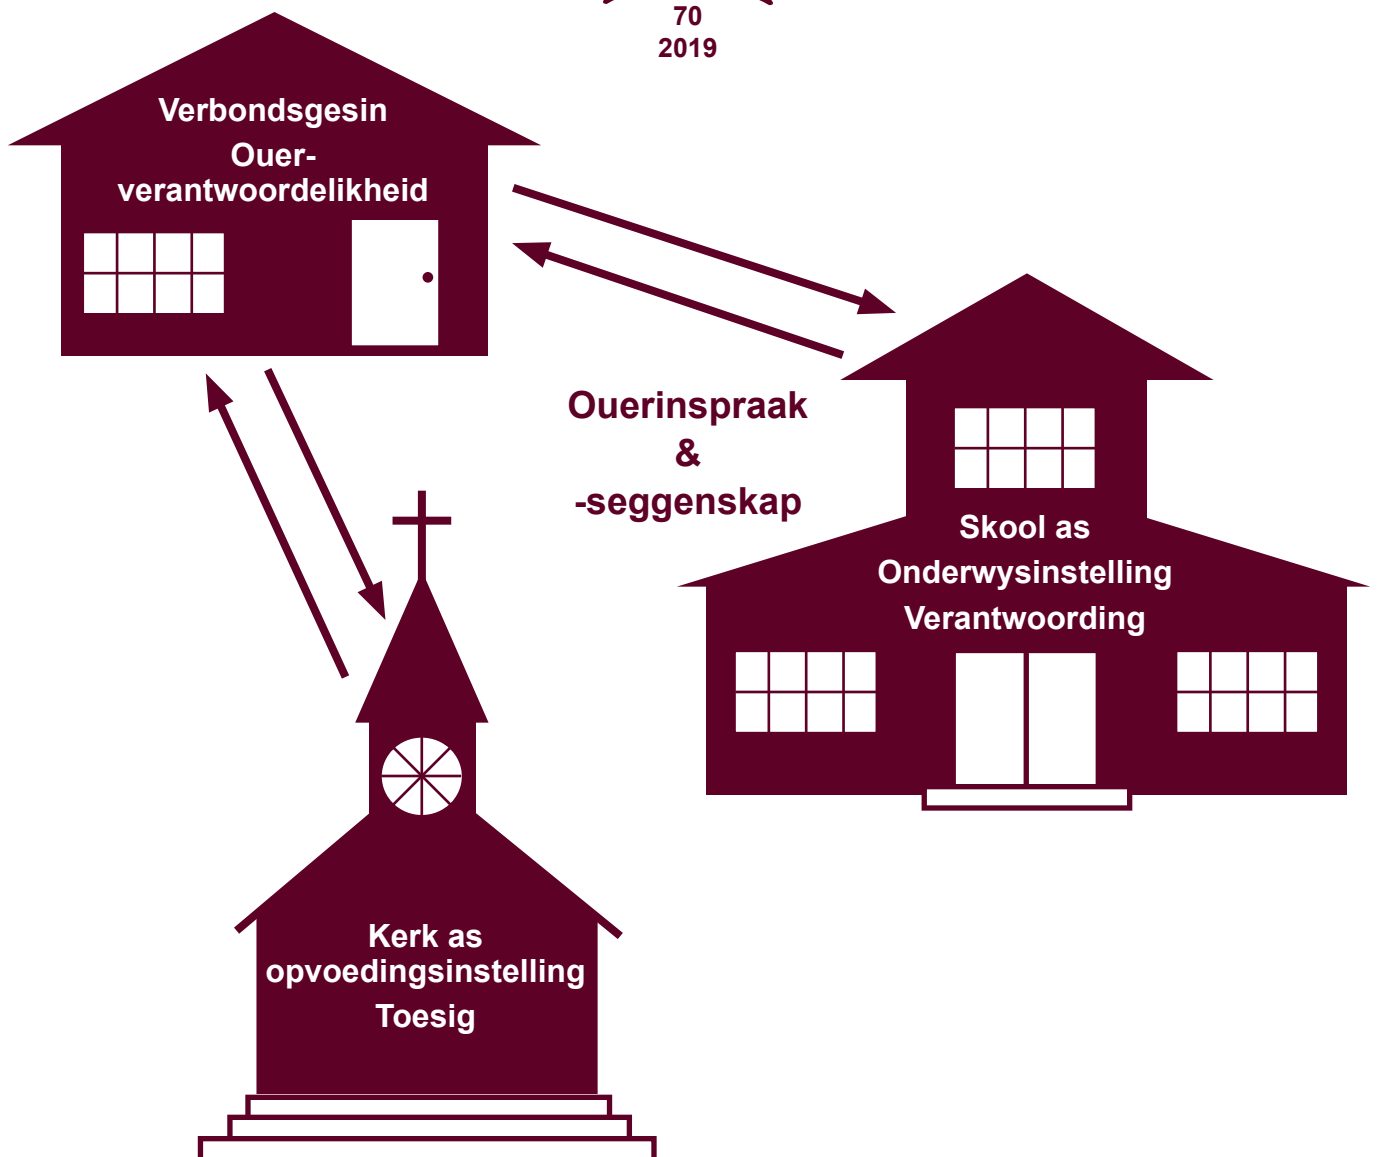 70
2019
Verbondsgesin
Ouer-
verantwoordelikheid
Ouerinspraak
&
-seggenskap
Skool as
Onderwysinstelling
Verantwoording
Kerk as
opvoedingsinstelling
Toesig